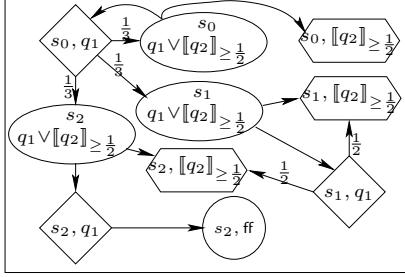 s₀, q₁
1/3
s₀
q₁∨⟦q₂⟧≥1/2
s₀, ⟦q₂⟧≥1/2
1/3
1/3
s₁
q₁∨⟦q₂⟧≥1/2
s₁, ⟦q₂⟧≥1/2
s₂
q₁∨⟦q₂⟧≥1/2
s₂, ⟦q₂⟧≥1/2
1/2
1/2
s₁, q₁
s₂, q₁
s₂, ff